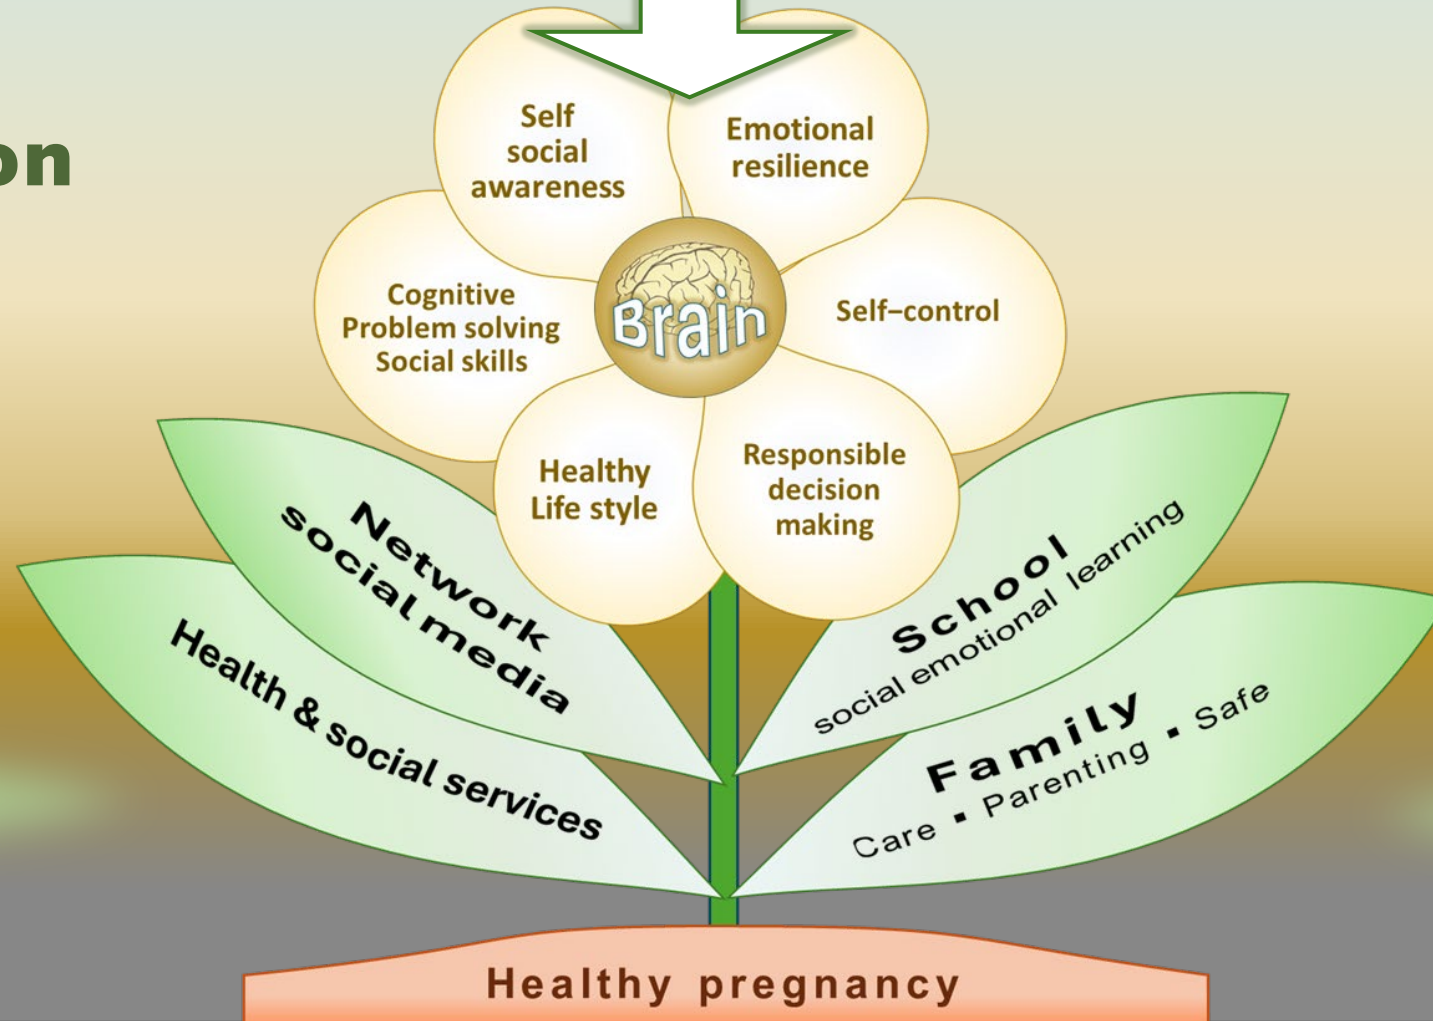 on
Self
social
awareness
Emotional
resilience
Cognitive
Problem solving
Social skills
Brain
Self–control
Healthy
Life style
Responsible
decision
making
Network
social media
School
social emotional learning
Health & social services
Family
Care ▪ Parenting ▪ Safe
Healthy pregnancy